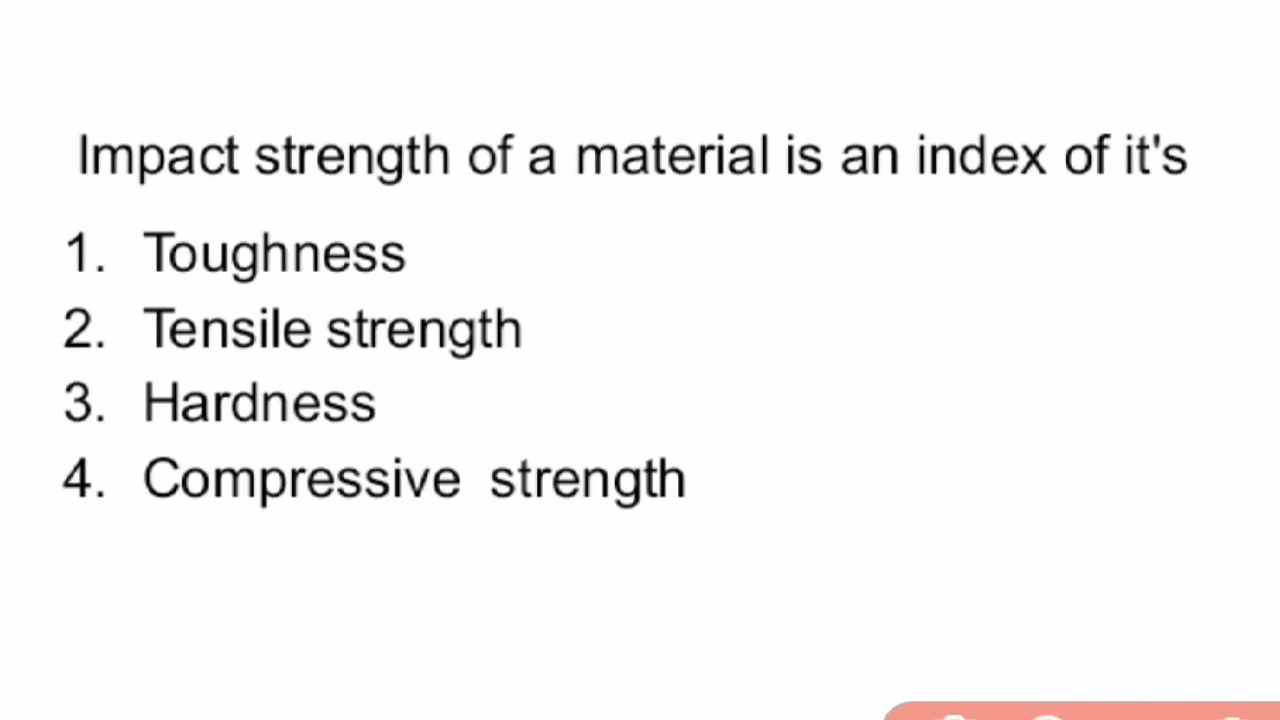 Impact strength of a material is an index of it's
1. Toughness
2. Tensile strength
3. Hardness
4. Compressive strength